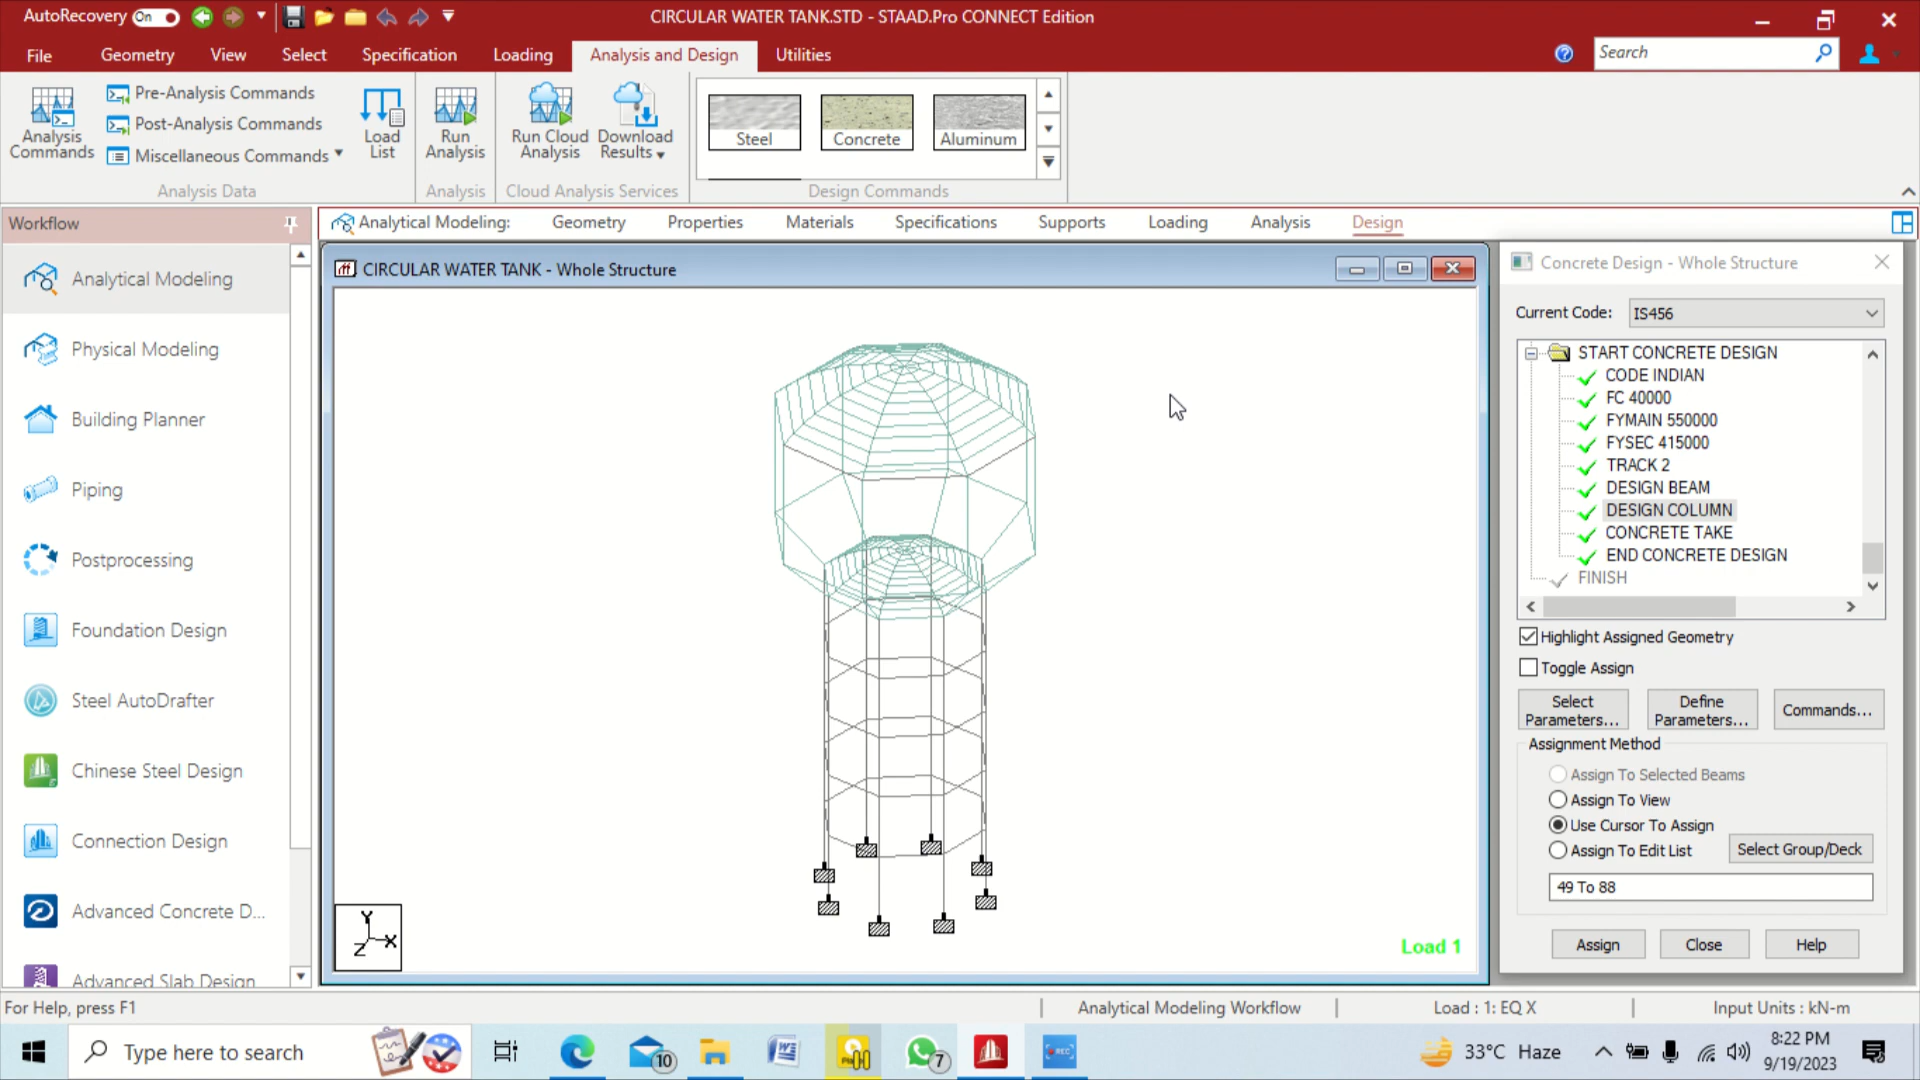 AutoRecovery On
CIRCULAR WATER TANK.STD - STAAD.Pro CONNECT Edition
File Geometry View Select Specification Loading Analysis and Design Utilities
Search
Analysis Commands
Pre-Analysis Commands
Post-Analysis Commands
Miscellaneous Commands
Load List
Run Analysis
Run Cloud Analysis
Download Results
Steel
Concrete
Aluminum
Analysis Data
Analysis
Cloud Analysis Services
Design Commands
Workflow
Analytical Modeling: Geometry Properties Materials Specifications Supports Loading Analysis Design
Analytical Modeling
Physical Modeling
Building Planner
Piping
Postprocessing
Foundation Design
Steel AutoDrafter
Chinese Steel Design
Connection Design
Advanced Concrete D...
Advanced Slab Design
CIRCULAR WATER TANK - Whole Structure
Y
X
Z
Load 1
Concrete Design - Whole Structure
Current Code: IS456
START CONCRETE DESIGN
CODE INDIAN
FC 40000
FYMAIN 550000
FYSEC 415000
TRACK 2
DESIGN BEAM
DESIGN COLUMN
CONCRETE TAKE
END CONCRETE DESIGN
FINISH
Highlight Assigned Geometry
Toggle Assign
Select Parameters...
Define Parameters...
Commands...
Assignment Method
Assign To Selected Beams
Assign To View
Use Cursor To Assign
Assign To Edit List
Select Group/Deck
49 To 88
Assign
Close
Help
For Help, press F1
Analytical Modeling Workflow
Load : 1: EQ X
Input Units : kN-m
Type here to search
10
7
REC
33°C Haze
8:22 PM
9/19/2023